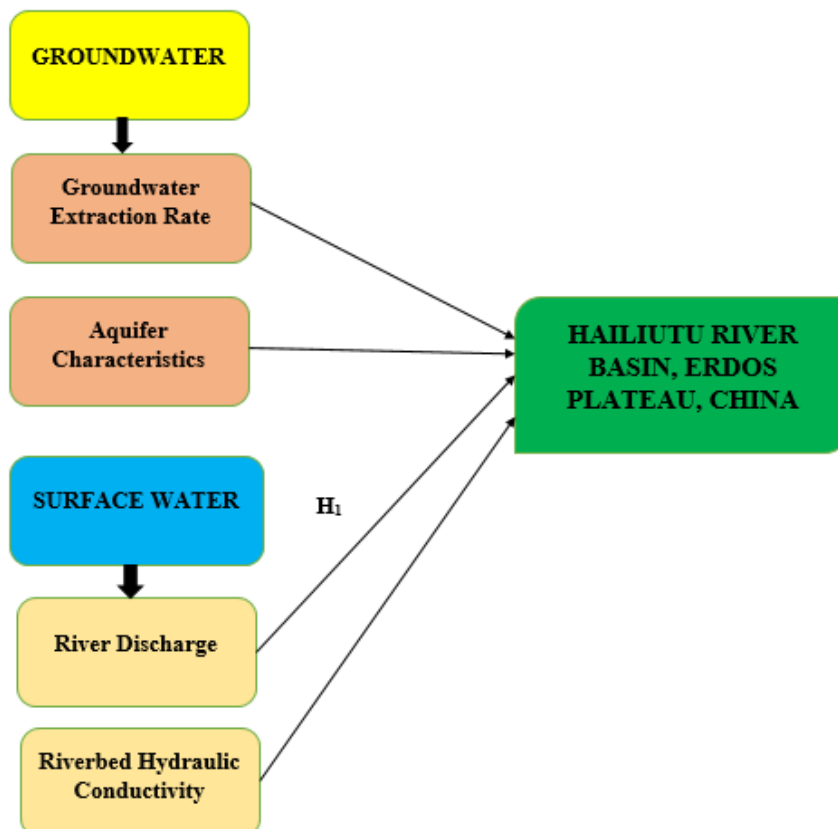 GROUNDWATER
Groundwater
Extraction Rate
Aquifer
Characteristics
HAILIUTU RIVER
BASIN, ERDOS
PLATEAU, CHINA
SURFACE WATER
H₁
River Discharge
Riverbed Hydraulic
Conductivity